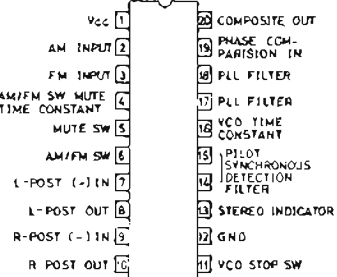 Vcc 1
AM INPUT 2
FM INPUT 3
AM/FM SW MUTE
TIME CONSTANT 4
MUTE SW 5
AM/FM SW 6
L-POST (-) IN 7
L-POST OUT 8
R-POST (-) IN 9
R POST OUT 10
20 COMPOSITE OUT
19 PHASE COM-
PARISION IN
18 PLL FILTER
17 PLL FILTER
16 VCO TIME
CONSTANT
15 PILOT
SYNCHRONOUS
DETECTION
14 FILTER
13 STEREO INDICATOR
12 GND
11 VCO STOP SW